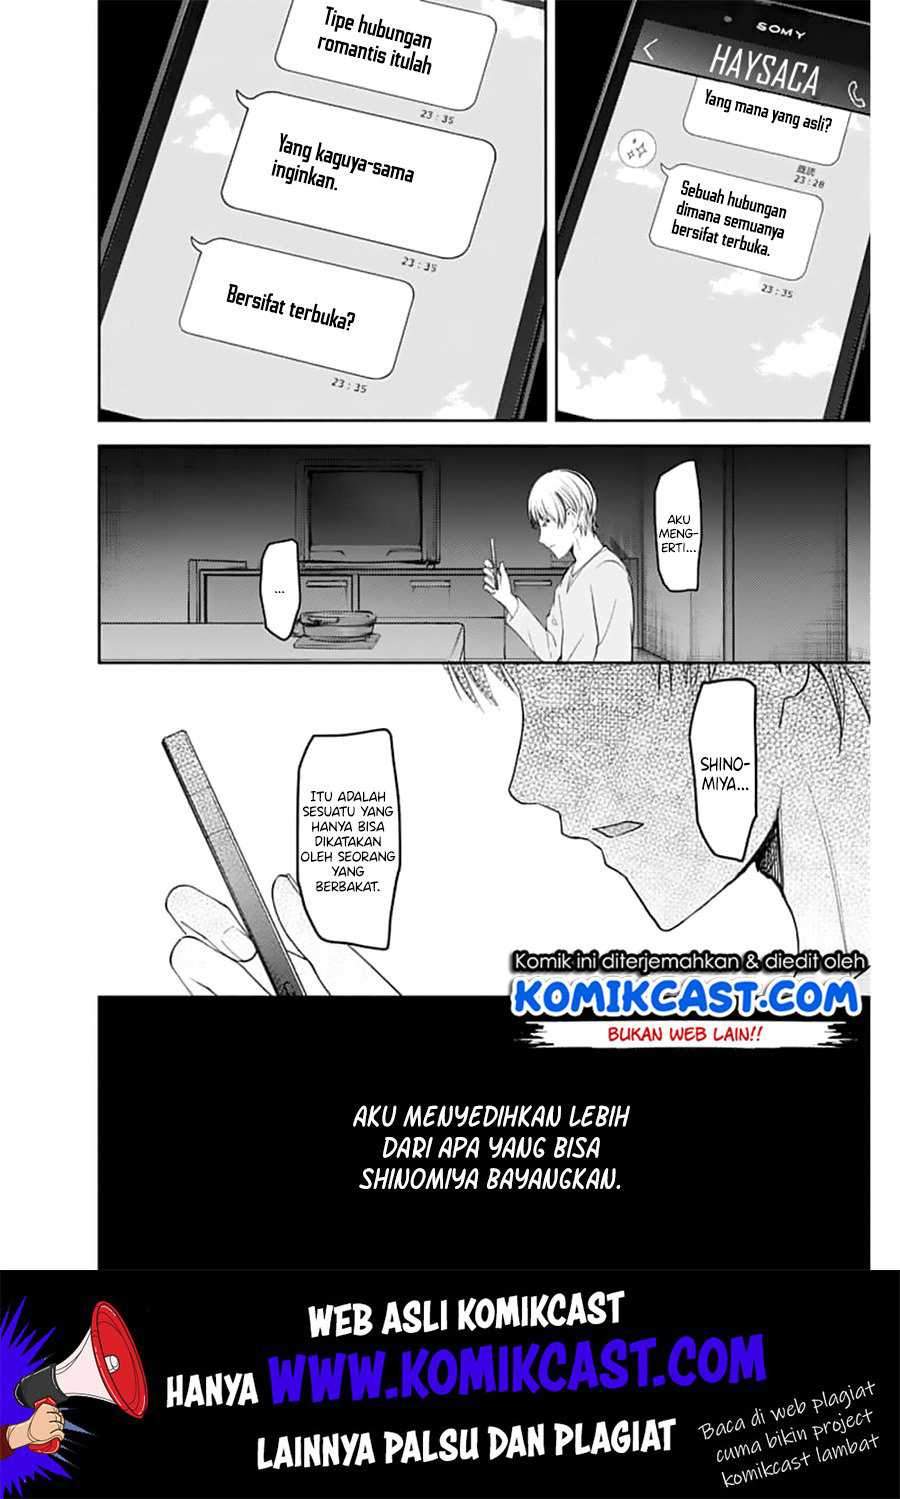 SOMY
HAYSACA
Yang mana yang asli?
既読
23:28
Sebuah hubungan
dimana semuanya
bersifat terbuka.
23:35
Tipe hubungan
romantis itulah
23:35
Yang kaguya-sama
inginkan.
23:35
Bersifat terbuka?
23:35
AKU
MENG-
ERTI...
...
SHINO-
MIYA...
ITU ADALAH
SESUATU YANG
HANYA BISA
DIKATAKAN
OLEH SEORANG
YANG
BERBAKAT.
Komik ini diterjemahkan & diedit oleh
KOMIKCAST.COM
BUKAN WEB LAIN!!
AKU MENYEDIHKAN LEBIH
DARI APA YANG BISA
SHINOMIYA BAYANGKAN.
WEB ASLI KOMIKCAST
HANYA WWW.KOMIKCAST.COM
LAINNYA PALSU DAN PLAGIAT
Baca di web plagiat
cuma bikin project
komikcast lambat